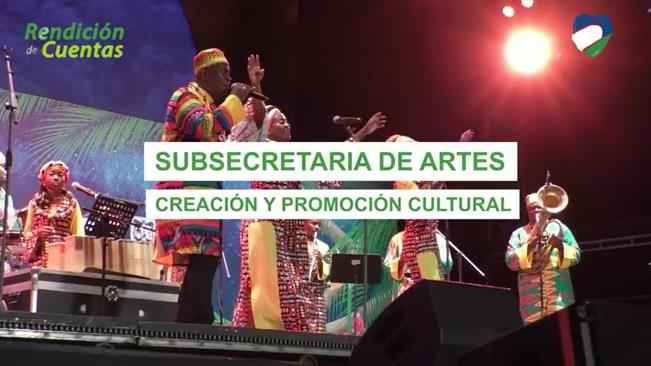 Rendición
de Cuentas
SUBSECRETARIA DE ARTES
CREACIÓN Y PROMOCIÓN CULTURAL